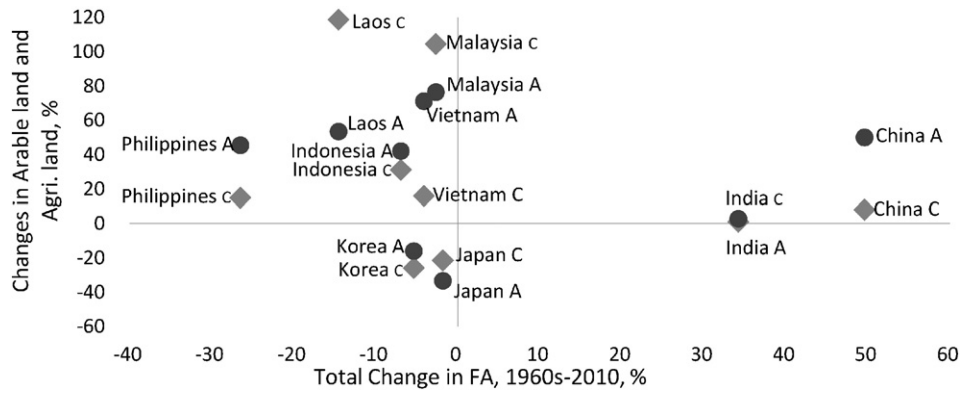 Changes in Arable land and
Agri. land, %
120
100
80
60
40
20
0
-20
-40
-60
Laos C
Malaysia C
Malaysia A
Vietnam A
Laos A
Philippines A
Indonesia A
Indonesia C
China A
Philippines C
Vietnam C
India C
China C
Korea A
Japan C
India A
Korea C
Japan A
-40
-30
-20
-10
0
10
20
30
40
50
60
Total Change in FA, 1960s-2010, %